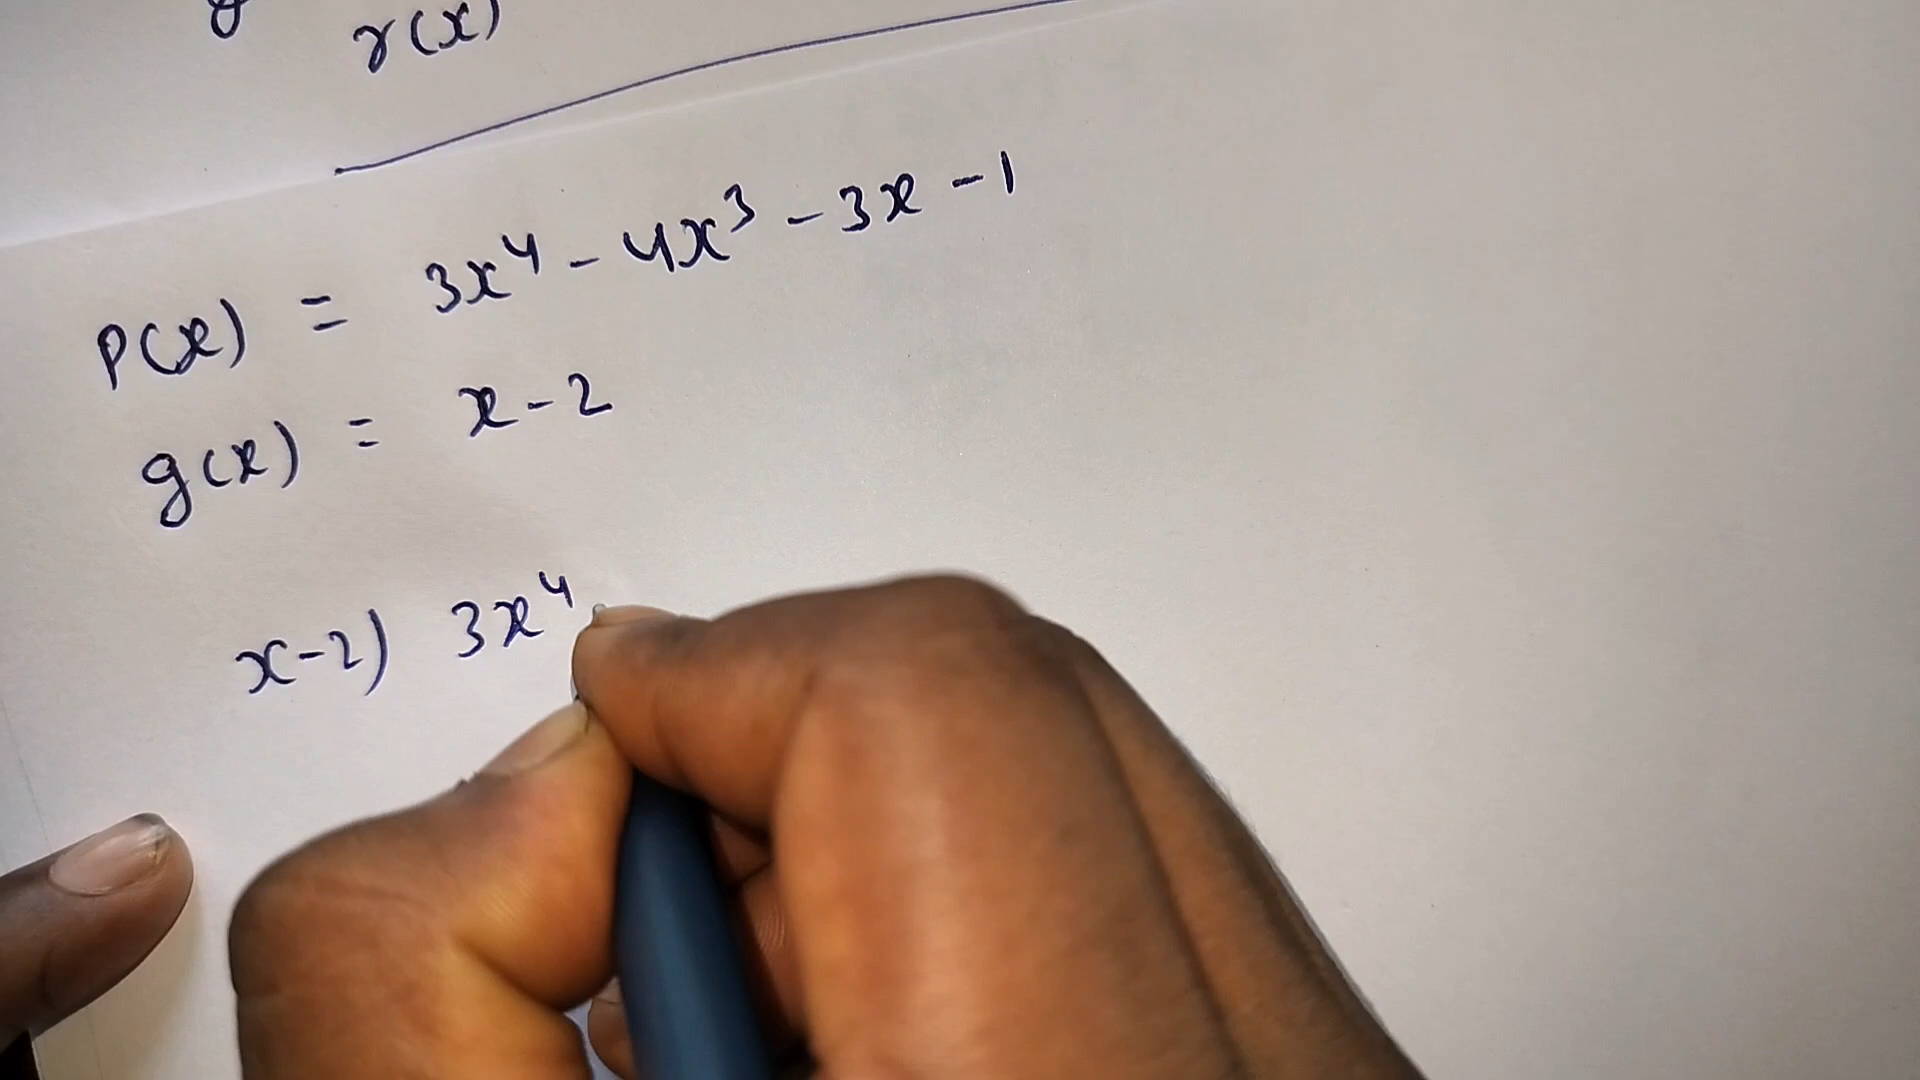 r(x)
P(x) = 3x⁴ - 4x³ - 3x - 1
g(x) = x - 2
x-2) 3x⁴